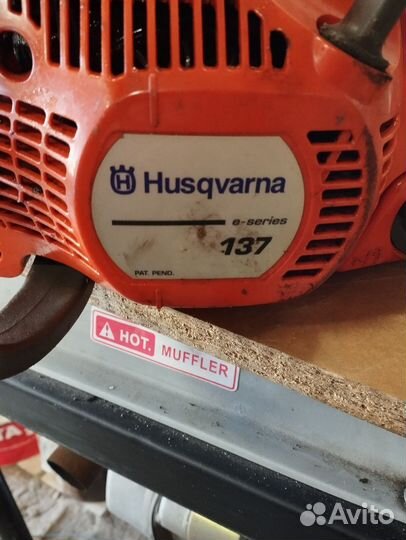 Husqvarna
e-series
137
PAT. PEND.
HOT. MUFFLER
Avito